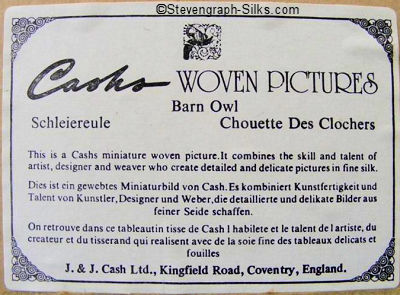 ©Stevengraph-Silks.com
Cashs WOVEN PICTURES
Barn Owl
Schleiereule Chouette Des Clochers
This is a Cashs miniature woven picture.It combines the skill and talent of
artist, designer and weaver who create detailed and delicate pictures in fine silk.
Dies ist ein gewebtes Miniaturbild von Cash.Es kombiniert Kunstfertigkeit und
Talent von Kunstler,Designer und Weber,die detaillierte und delikate Bilder aus
feiner Seide schaffen.
On retrouve dans ce tableautin tisse de Cash l habilete et le talent de l artiste, du
createur et du tisserand qui realisent avec de la soie fine des tableaux delicats et
fouilles
J. & J. Cash Ltd., Kingfield Road, Coventry, England.